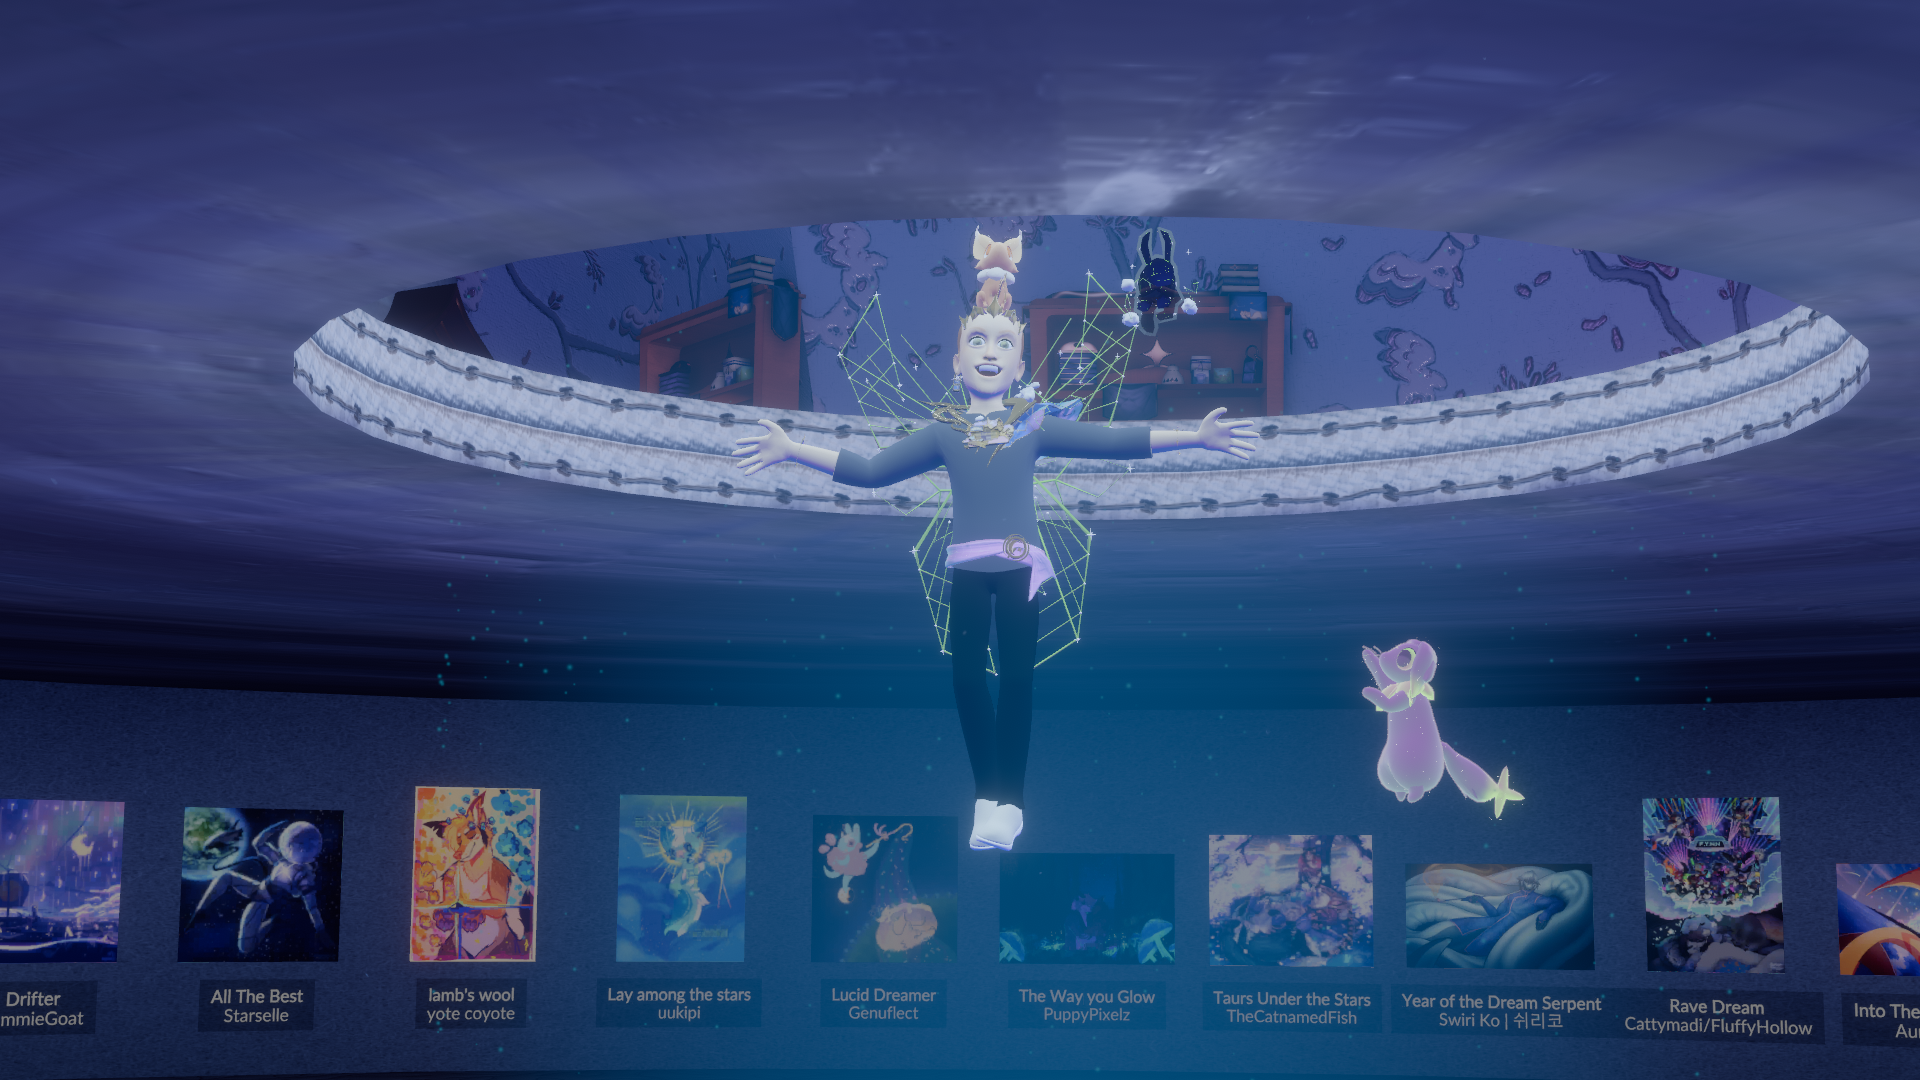 Drifter
mmieGoat
All The Best
Starselle
lamb's wool
yote coyote
Lay among the stars
uukipi
Lucid Dreamer
Genuflect
The Way you Glow
PuppyPixelz
Taurs Under the Stars
TheCatnamedFish
Year of the Dream Serpent
Swiri Ko | 쉬리코
Rave Dream
Cattymadi/FluffyHollow
Into The
Au